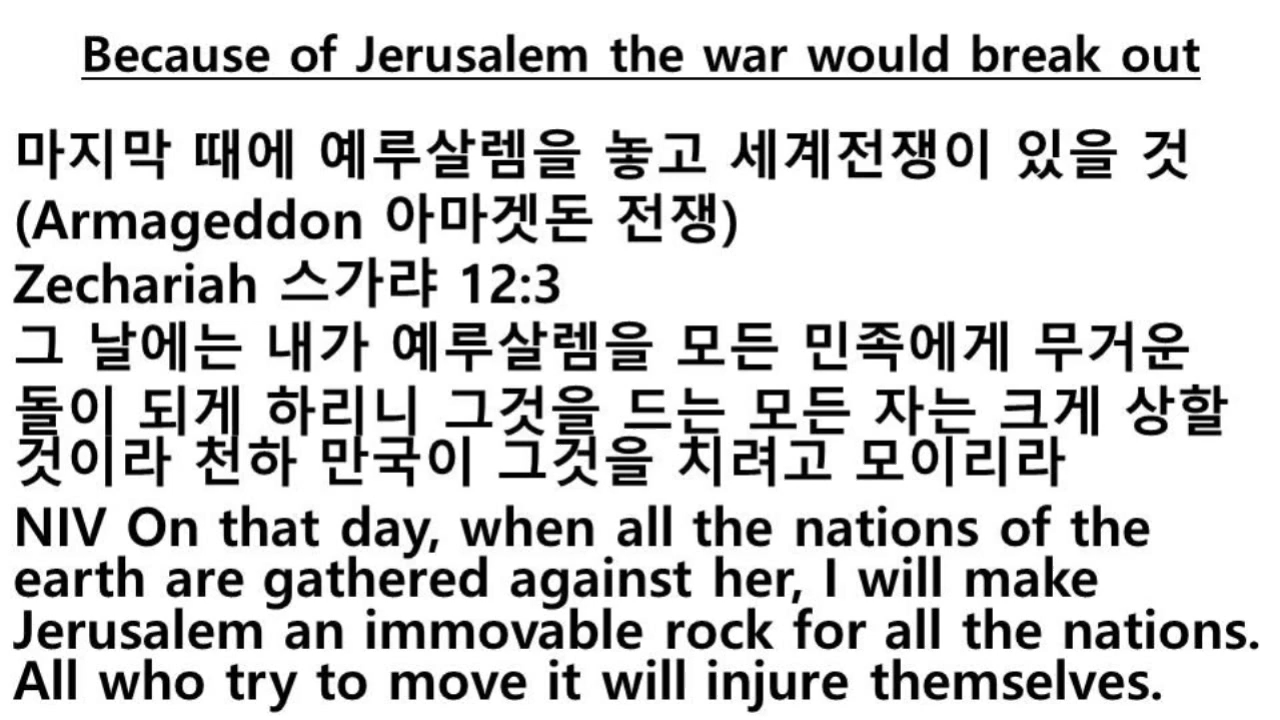 Because of Jerusalem the war would break out
마지막 때에 예루살렘을 놓고 세계전쟁이 있을 것
(Armageddon 아마겟돈 전쟁)
Zechariah 스가랴 12:3
그 날에는 내가 예루살렘을 모든 민족에게 무거운
돌이 되게 하리니 그것을 드는 모든 자는 크게 상할
것이라 천하 만국이 그것을 치려고 모이리라
NIV On that day, when all the nations of the
earth are gathered against her, I will make
Jerusalem an immovable rock for all the nations.
All who try to move it will injure themselves.